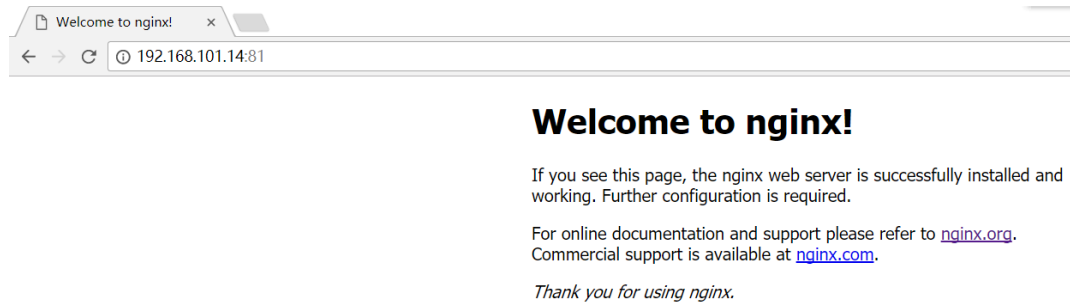 Welcome to nginx!
192.168.101.14:81
Welcome to nginx!
If you see this page, the nginx web server is successfully installed and
working. Further configuration is required.
For online documentation and support please refer to nginx.org.
Commercial support is available at nginx.com.
Thank you for using nginx.